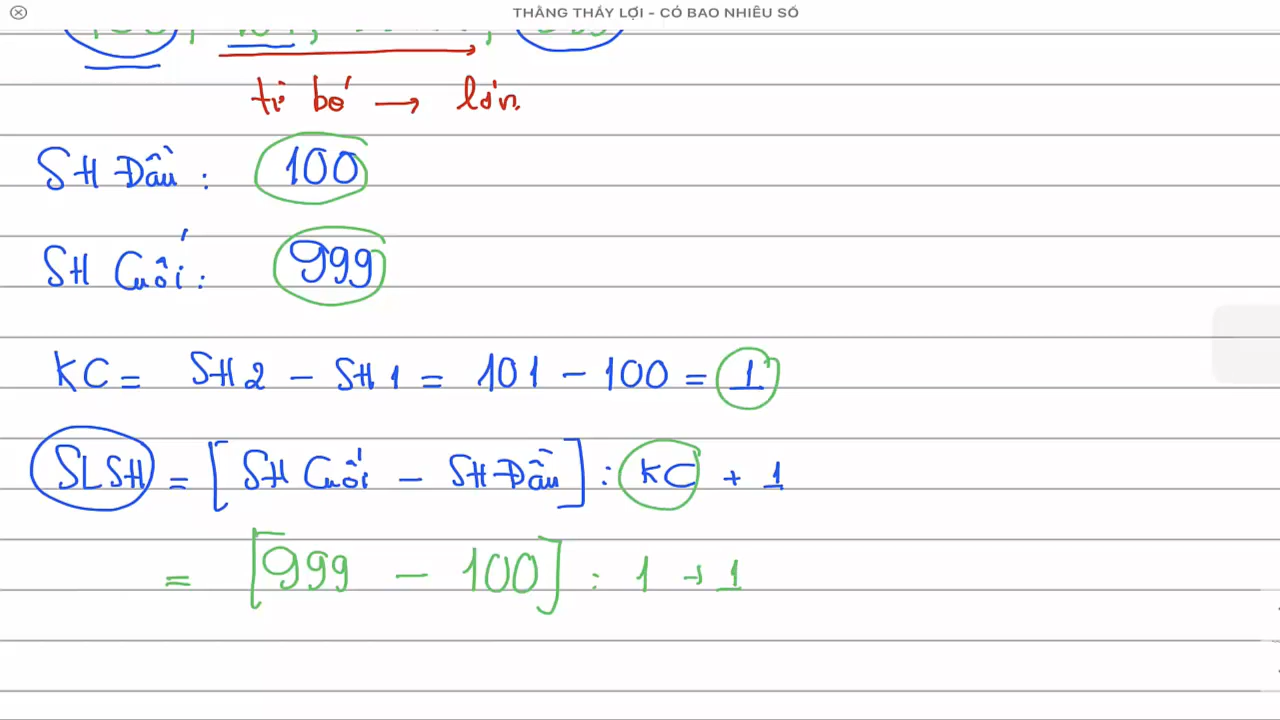 THẰNG THẦY LỢI - CÓ BAO NHIÊU SỐ
từ bé → lớn
SH Đầu : 100
SH Cuối : 999
KC = SH2 - SH1 = 101 - 100 = 1
SLSH = [SH Cuối - SH Đầu] : KC + 1
= [999 - 100] : 1 + 1